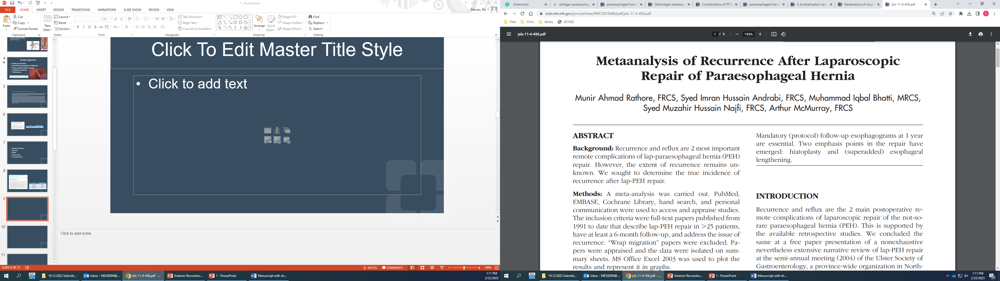 1 - PowerPoint
FILE HOME INSERT DESIGN TRANSITIONS ANIMATIONS SLIDE SHOW REVIEW VIEW
Messer, Nir
Paste
Cut
Copy
Format Painter
Clipboard
New Slide
Layout
Reset
Section
Slides
40
Font
Text Direction
Align Text
Convert to SmartArt
Paragraph
Arrange
Quick Styles
Shape Fill
Shape Outline
Shape Effects
Drawing
Find
Replace
Select
Editing
4
Classic Approach
Hernia sac reduction
Intra-thoracic esophageal mobilization
5
6
7
8
9
10
11
Click To Edit Master Title Style
• Click to add text
Click to add notes
SLIDE 9 OF 21
NOTES COMMENTS 100%
- Grammarly
oshlager paraesoohag
paraesophageal herni
Oelschlager paraesop
Complications of PTFE
paraesophageal herni
Is fundoplication nece
Metaanalysis of recurr
jsls-11-4-456.pdf
ncbi.nlm.nih.gov/pmc/articles/PMC3015848/pdf/jsls-11-4-456.pdf
Files Clinic library ACHQC
jsls-11-4-456.pdf
1 / 5
195%
Metaanalysis of Recurrence After Laparoscopic
Repair of Paraesophageal Hernia
Munir Ahmad Rathore, FRCS, Syed Imran Hussain Andrabi, FRCS, Muhammad Iqbal Bhatti, MRCS,
Syed Muzahir Hussain Najfi, FRCS, Arthur McMurray, FRCS
ABSTRACT
Background: Recurrence and reflux are 2 most important
remote complications of lap-paraesophageal hernia (PEH)
repair. However, the extent of recurrence remains un-
known. We sought to determine the true incidence of
recurrence after lap-PEH repair.
Methods: A meta-analysis was carried out. PubMed,
EMBASE, Cochrane Library, hand search, and personal
communication were used to access and appraise studies.
The inclusion criteria were full-text papers published from
1991 to date that describe lap-PEH repair in >25 patients,
have at least a 6-month follow-up, and address the issue of
recurrence. “Wrap migration” papers were excluded. Pa-
pers were appraised and the data were isolated on sum-
mary sheets. MS Office Excel 2003 was used to plot the
results and represent it in graphs.
Mandatory (protocol) follow-up esophagograms at 1 year
are essential. Two emphasis points in the repair have
emerged: hiatoplasty and (superadded) esophageal
lengthening.
INTRODUCTION
Recurrence and reflux are the 2 main postoperative re-
mote complications of laparoscopic repair of the not-so-
rare paraesophageal hernia (PEH). This is supported by
the available retrospective studies. We concluded the
same at a free paper presentation of a nonexhaustive
nevertheless extensive narrative review of lap-PEH repair
at the semi-annual meeting (2004) of the Ulster Society of
Gastroenterology, a province-wide organization in North-
19.12.2022 Submiti...
Inbox - MESSERN@...
jsls-11-4-456.pdf - ...
Anterior Reconstru...
1 - PowerPoint
Manuscript with sh...
1:11 PM
2/22/2023
19.12.2022 Submiti...
Inbox - MESSERN@...
jsls-11-4-456.pdf - ...
Anterior Reconstru...
1 - PowerPoint
Manuscript with sh...
1:11 PM
2/22/2023